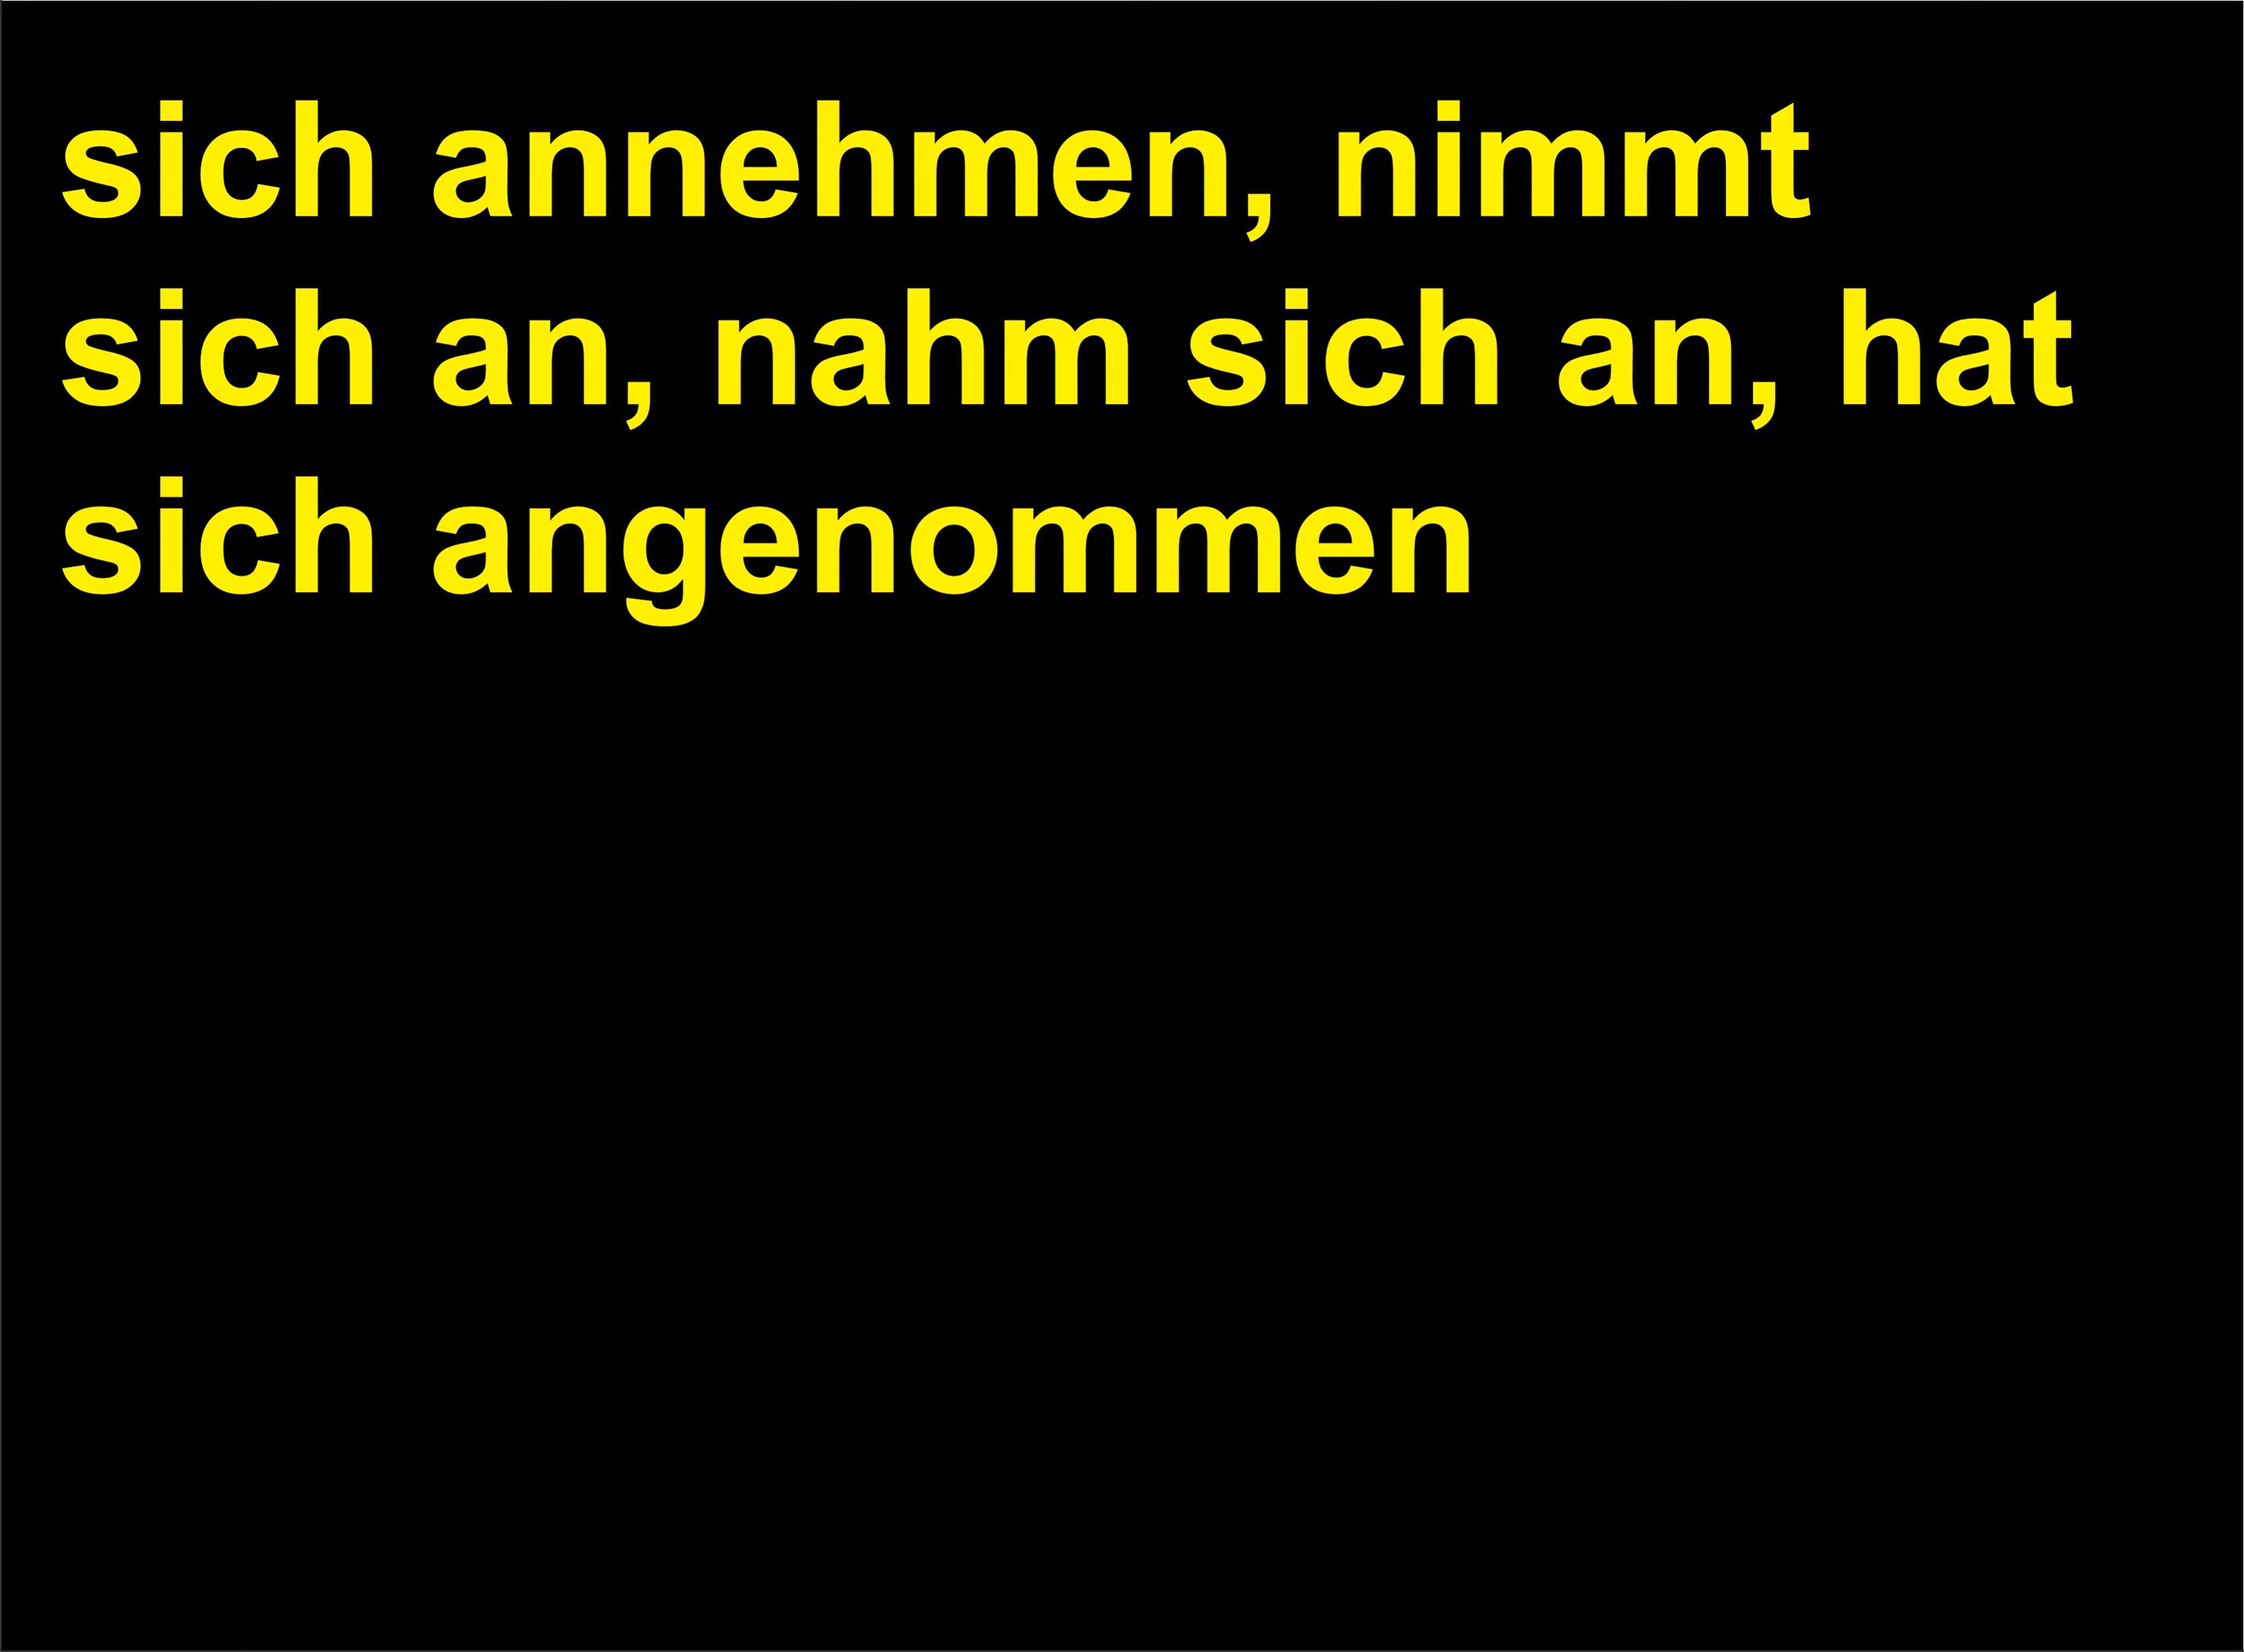 sich annehmen, nimmt
sich an, nahm sich an, hat
sich angenommen